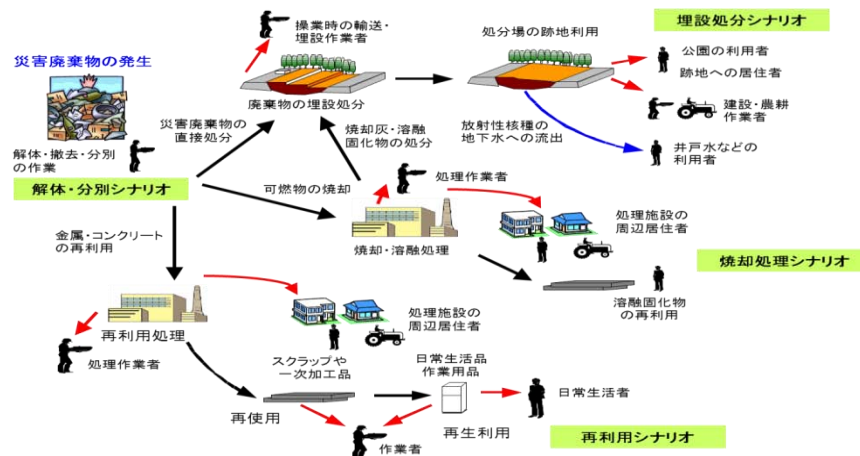 操業時の輸送・
埋設作業者
処分場の跡地利用
埋設処分シナリオ
公園の利用者
跡地への居住者
災害廃棄物の発生
廃棄物の埋設処分
建設・農耕
作業者
災害廃棄物の
直接処分
焼却灰・溶融
固化物の処分
放射性核種の
地下水への流出
井戸水などの
利用者
解体・撤去・分別
の作業
解体・分別シナリオ
可燃物の焼却
処理作業者
処理施設の
周辺居住者
金属・コンクリート
の再利用
焼却・溶融処理
焼却処理シナリオ
溶融固化物
の再利用
再利用処理
処理施設の
周辺居住者
処理作業者
スクラップや
一次加工品
日常生活品
作業用品
日常生活者
再使用
作業者
再生利用
再利用シナリオ